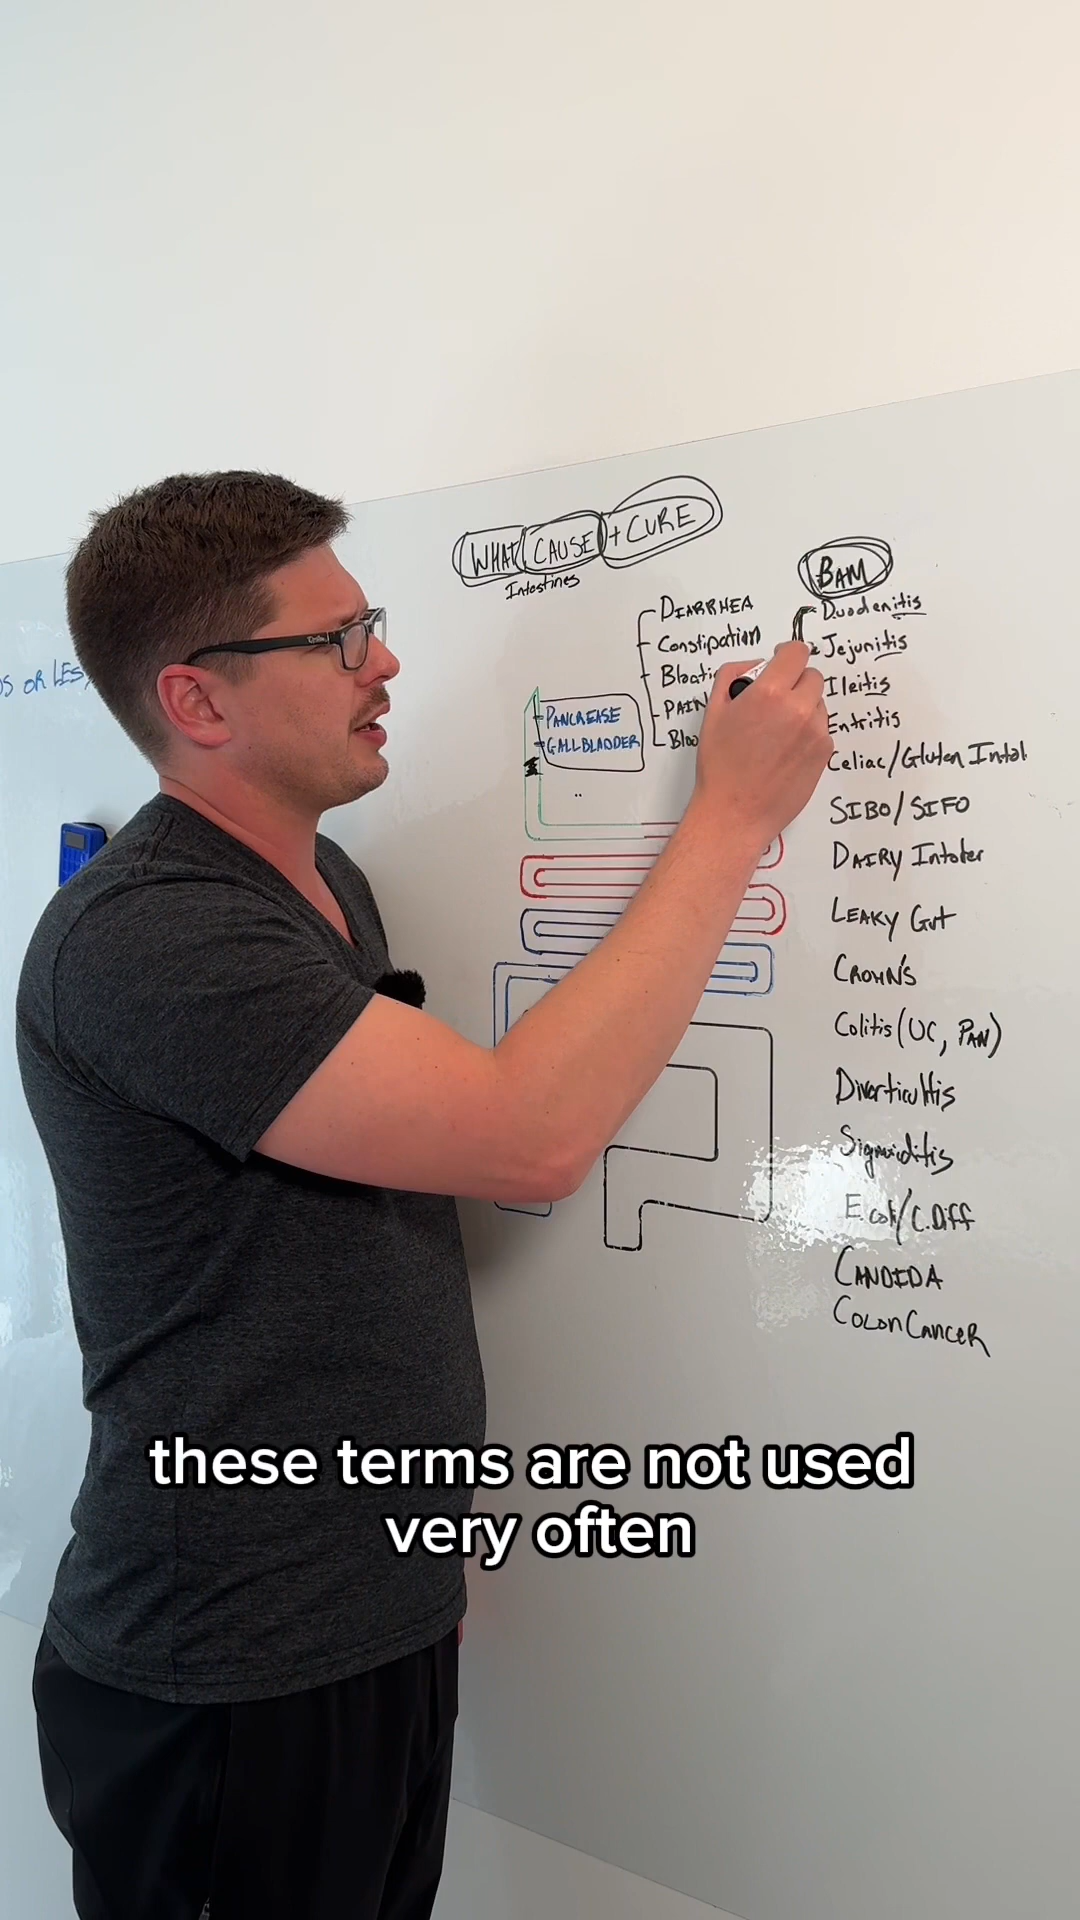 WHAT CAUSE + CURE
Intestines
DIARRHEA
Constipation
PAIN
PANCREASE
GALLBLADDER
BAM
Duodenitis
Jejunitis
Ileitis
Entritis
Celiac/Gluten Intol
SIBO/SIFO
DAIRY Intoler
LEAKY GUT
CROHN'S
Colitis (UC, PAN)
Diverticulitis
Sigmoiditis
E.coli/C.Diff
CANDIDA
COLON CANCER
OR LES
these terms are not used
very often